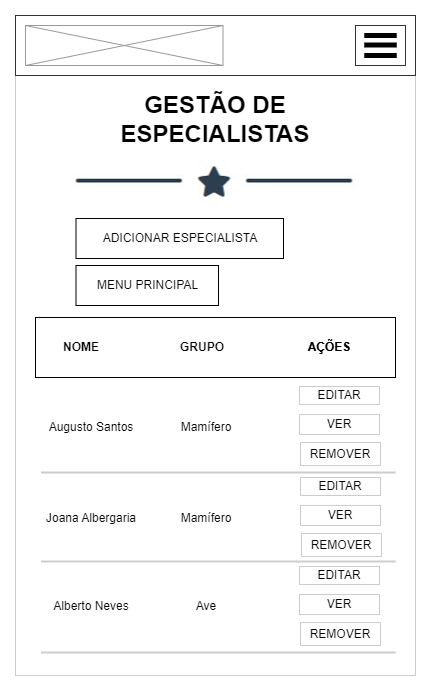 GESTÃO DE
ESPECIALISTAS
ADICIONAR ESPECIALISTA
MENU PRINCIPAL
NOME GRUPO AÇÕES
EDITAR
Augusto Santos Mamífero VER
REMOVER
EDITAR
Joana Albergaria Mamífero VER
REMOVER
EDITAR
Alberto Neves Ave VER
REMOVER